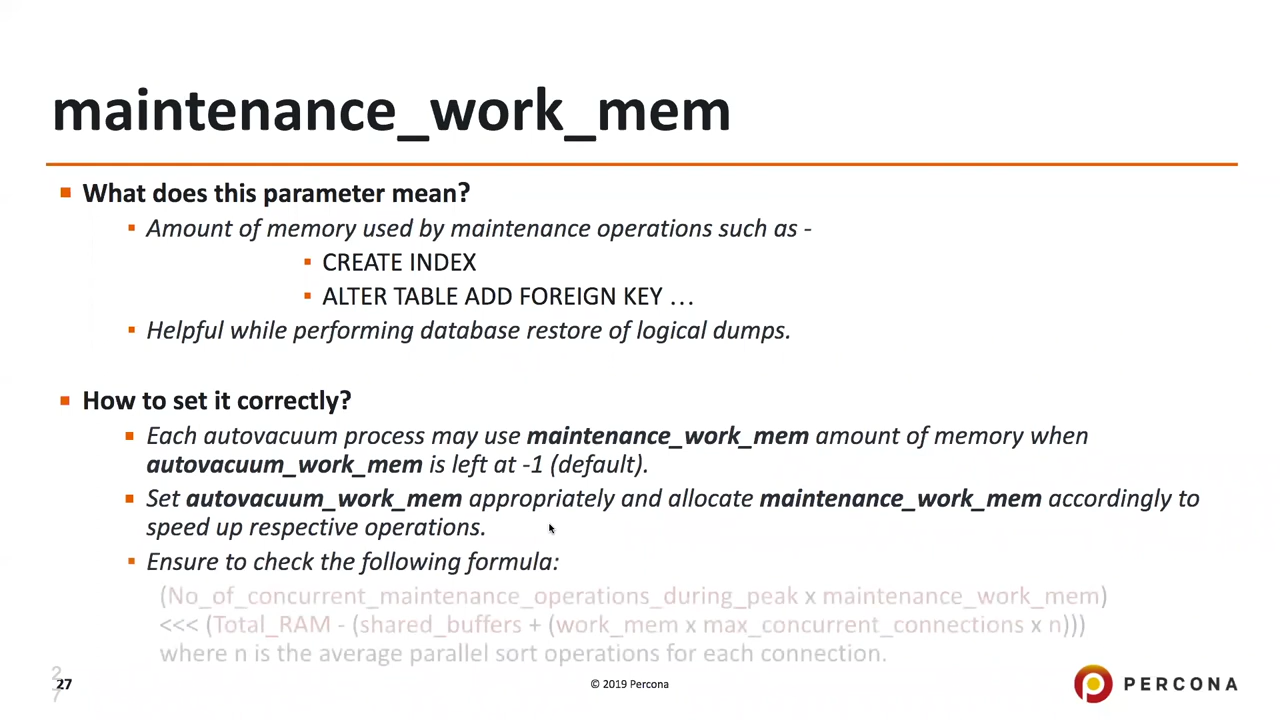 maintenance_work_mem
What does this parameter mean?
Amount of memory used by maintenance operations such as -
CREATE INDEX
ALTER TABLE ADD FOREIGN KEY …
Helpful while performing database restore of logical dumps.
How to set it correctly?
Each autovacuum process may use maintenance_work_mem amount of memory when
autovacuum_work_mem is left at -1 (default).
Set autovacuum_work_mem appropriately and allocate maintenance_work_mem accordingly to
speed up respective operations.
Ensure to check the following formula:
(No_of_concurrent_maintenance_operations_during_peak x maintenance_work_mem)
<<< (Total_RAM - (shared_buffers + (work_mem x max_concurrent_connections x n)))
where n is the average parallel sort operations for each connection.
27
27
© 2019 Percona
PERCONA